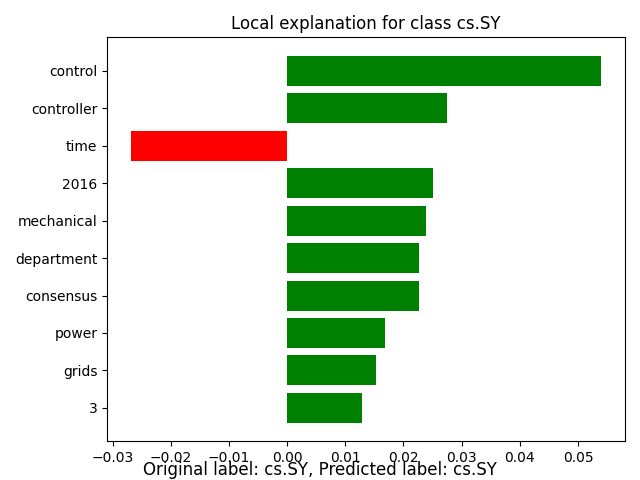 Local explanation for class cs.SY
control
controller
time
2016
mechanical
department
consensus
power
grids
3
−0.03 −0.02 −0.01 0.00 0.01 0.02 0.03 0.04 0.05
Original label: cs.SY, Predicted label: cs.SY